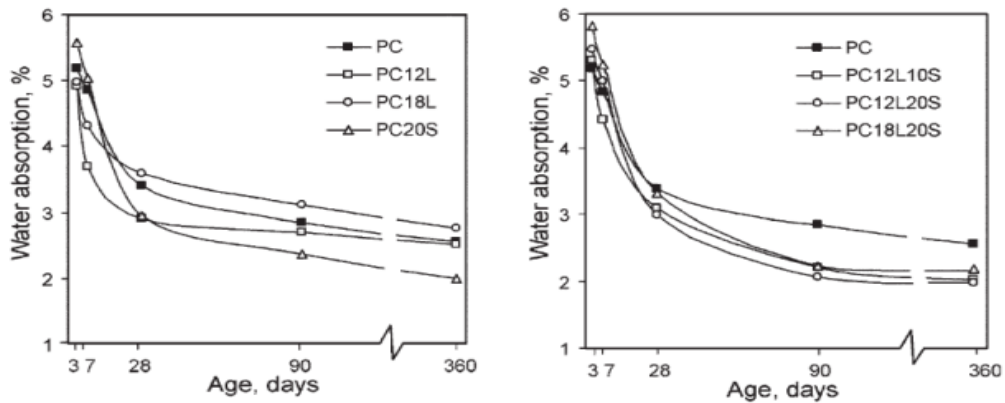 6
5
4
3
2
1
Water absorption, %
PC
PC12L
PC18L
PC20S
3 7 28 90 360
Age, days
6
5
4
3
2
1
Water absorption, %
PC
PC12L10S
PC12L20S
PC18L20S
3 7 28 90 360
Age, days